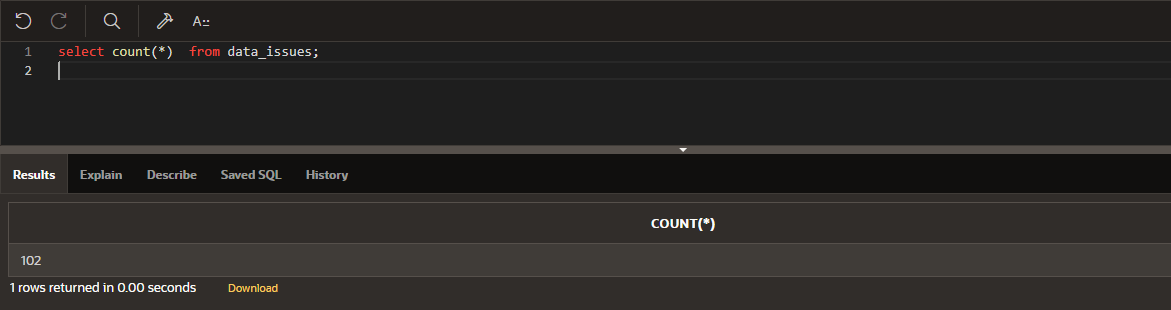 A::
1 select count(*)  from data_issues;
2
Results Explain Describe Saved SQL History
COUNT(*)
102
1 rows returned in 0.00 seconds Download